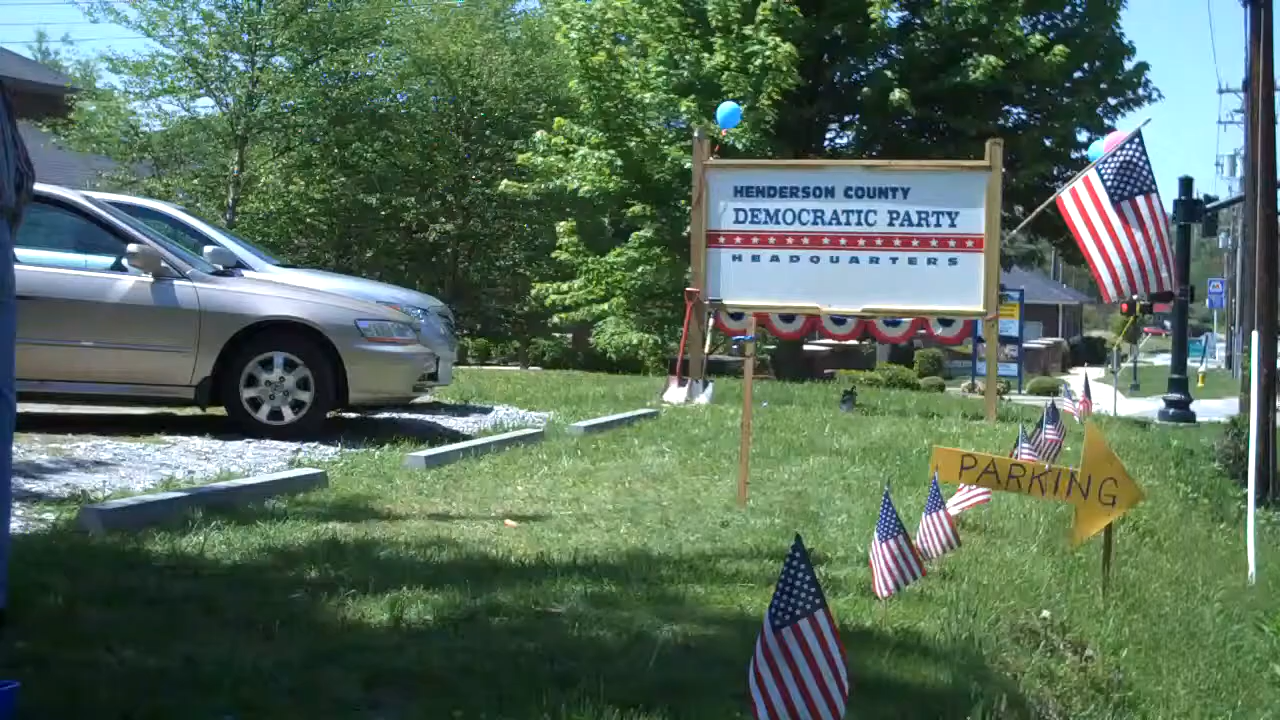 HENDERSON COUNTY
DEMOCRATIC PARTY
HEADQUARTERS
PARKING